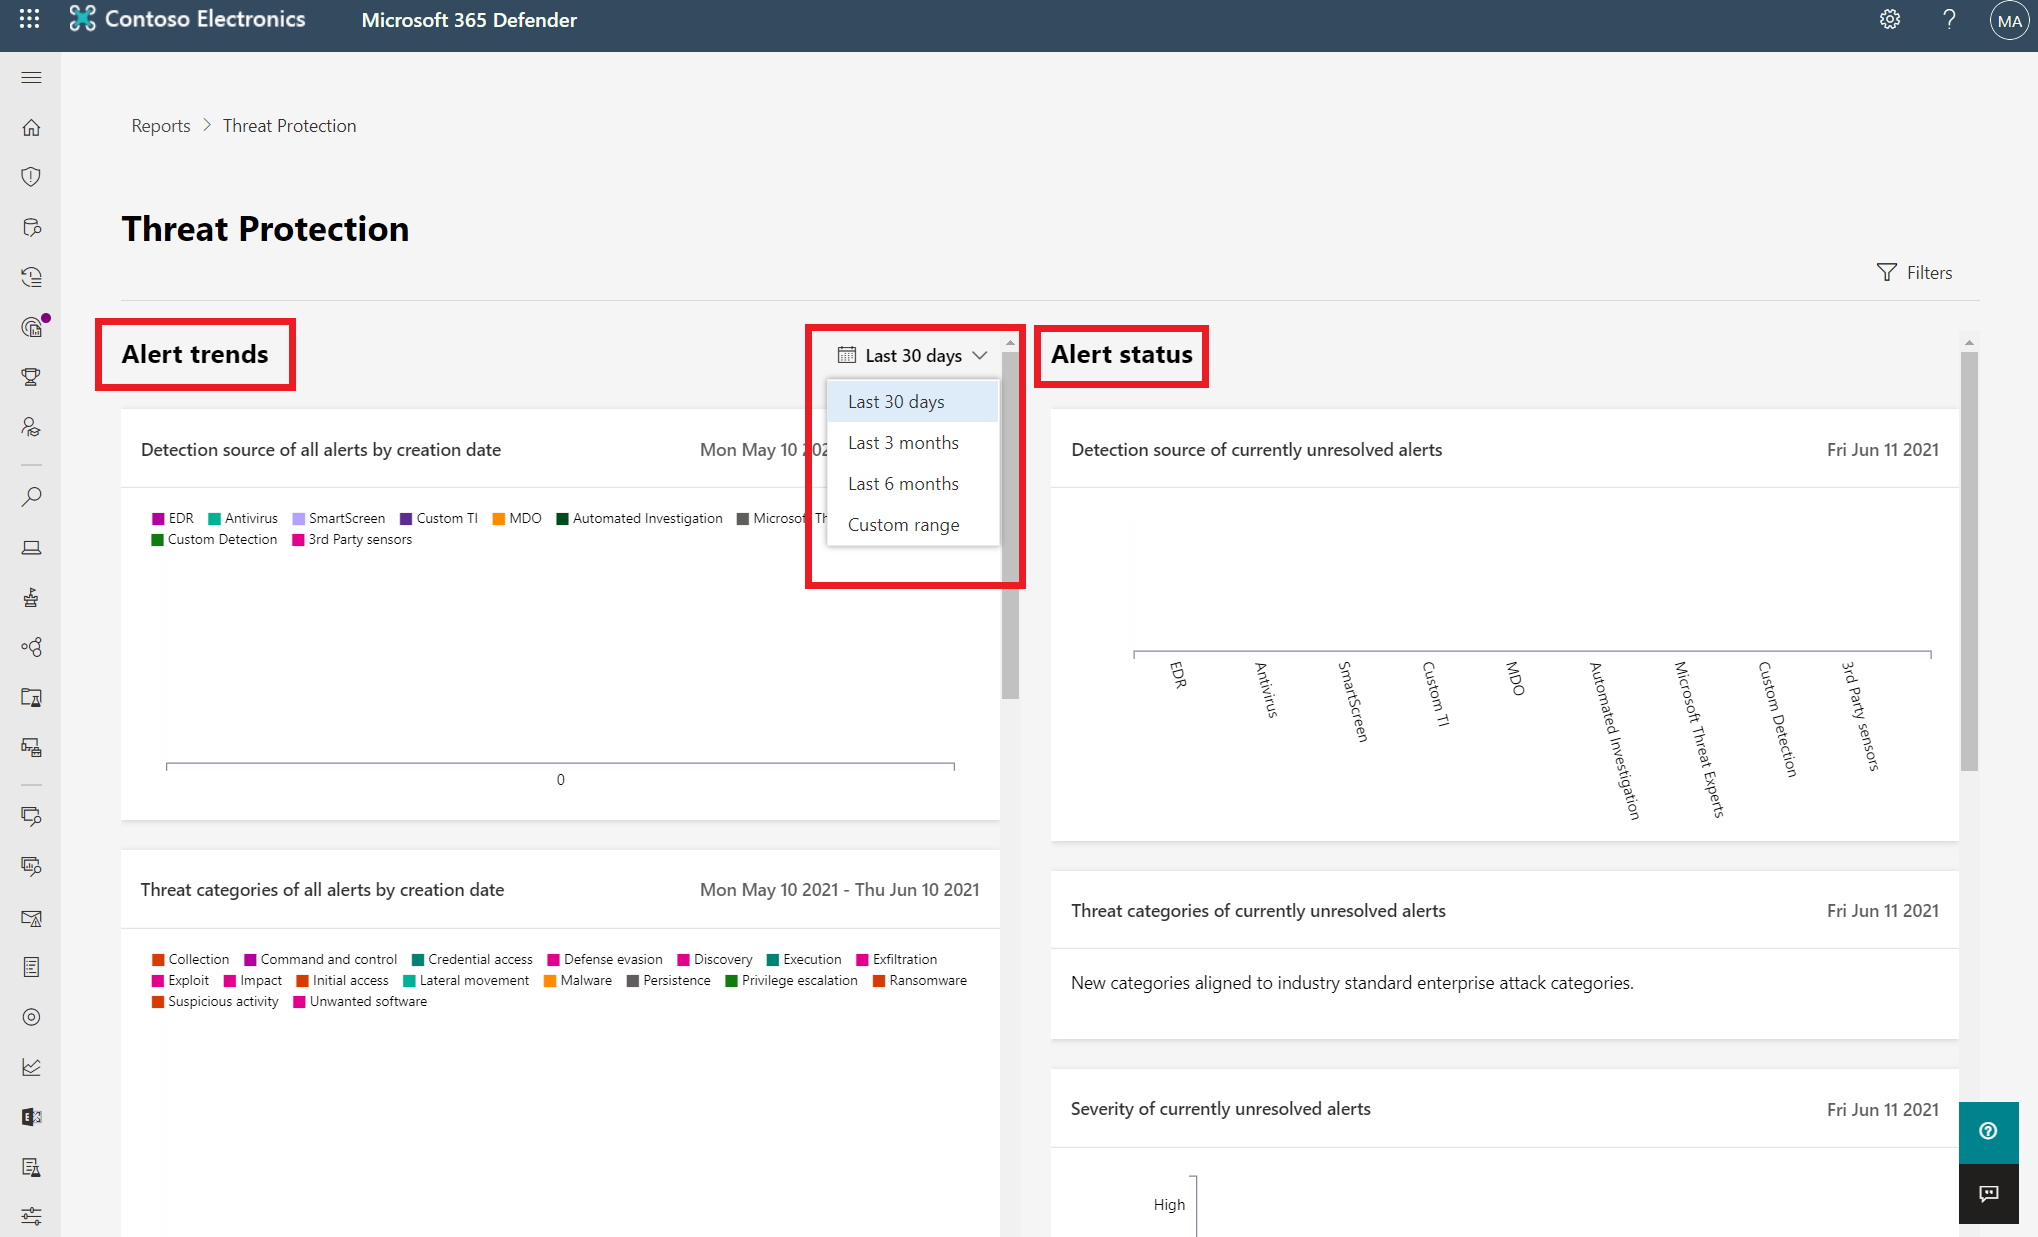 Contoso Electronics
Microsoft 365 Defender
MA
Reports > Threat Protection
Threat Protection
Filters
Alert trends
Last 30 days
Last 30 days
Last 3 months
Last 6 months
Custom range
Detection source of all alerts by creation date
Mon May 10 202
EDR Antivirus SmartScreen Custom TI MDO Automated Investigation Microsoft Th
Custom Detection 3rd Party sensors
0
Threat categories of all alerts by creation date
Mon May 10 2021 - Thu Jun 10 2021
Collection Command and control Credential access Defense evasion Discovery Execution Exfiltration
Exploit Impact Initial access Lateral movement Malware Persistence Privilege escalation Ransomware
Suspicious activity Unwanted software
Alert status
Detection source of currently unresolved alerts
Fri Jun 11 2021
EDR
Antivirus
SmartScreen
Custom TI
MDO
Automated Investigation
Microsoft Threat Experts
Custom Detection
3rd Party sensors
Threat categories of currently unresolved alerts
Fri Jun 11 2021
New categories aligned to industry standard enterprise attack categories.
Severity of currently unresolved alerts
Fri Jun 11 2021
High